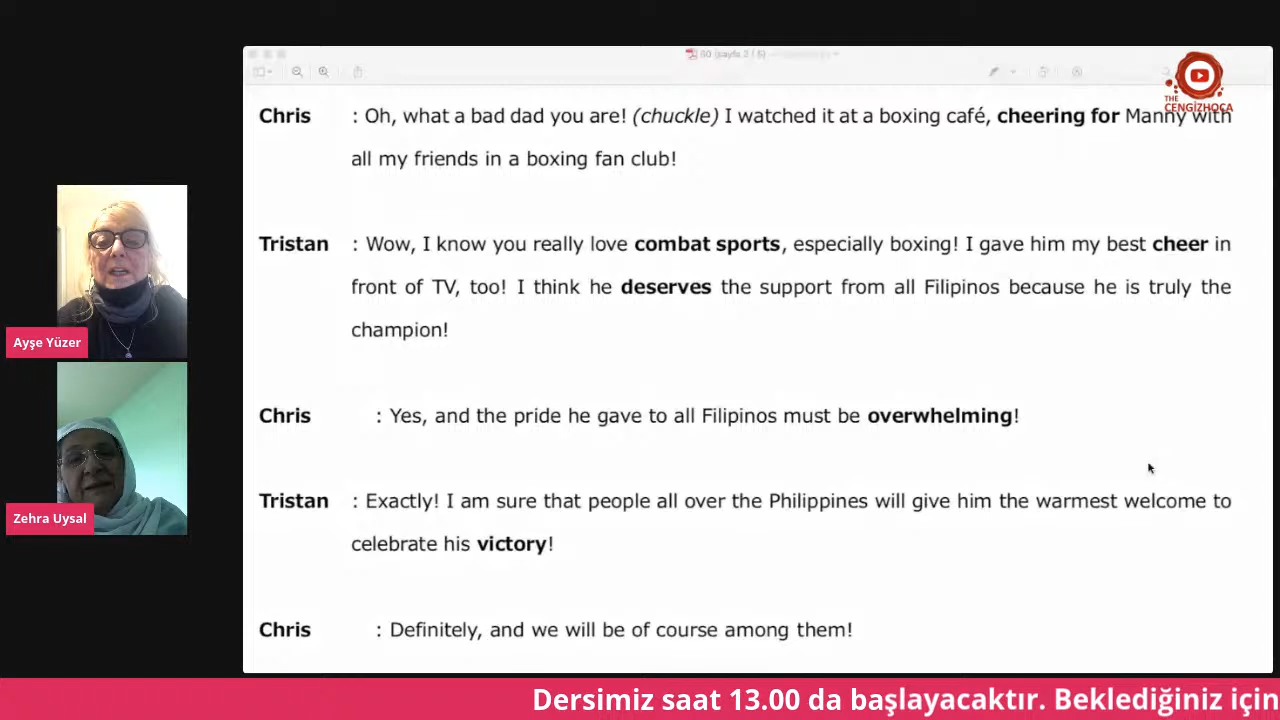 60 (sayfa 2 / 5)
THE
CENGİZHOCA
Chris : Oh, what a bad dad you are! (chuckle) I watched it at a boxing café, cheering for Manny with
all my friends in a boxing fan club!
Tristan : Wow, I know you really love combat sports, especially boxing! I gave him my best cheer in
front of TV, too! I think he deserves the support from all Filipinos because he is truly the
champion!
Chris : Yes, and the pride he gave to all Filipinos must be overwhelming!
Tristan : Exactly! I am sure that people all over the Philippines will give him the warmest welcome to
celebrate his victory!
Chris : Definitely, and we will be of course among them!
Ayşe Yüzer
Zehra Uysal
Dersimiz saat 13.00 da başlayacaktır. Beklediğiniz için